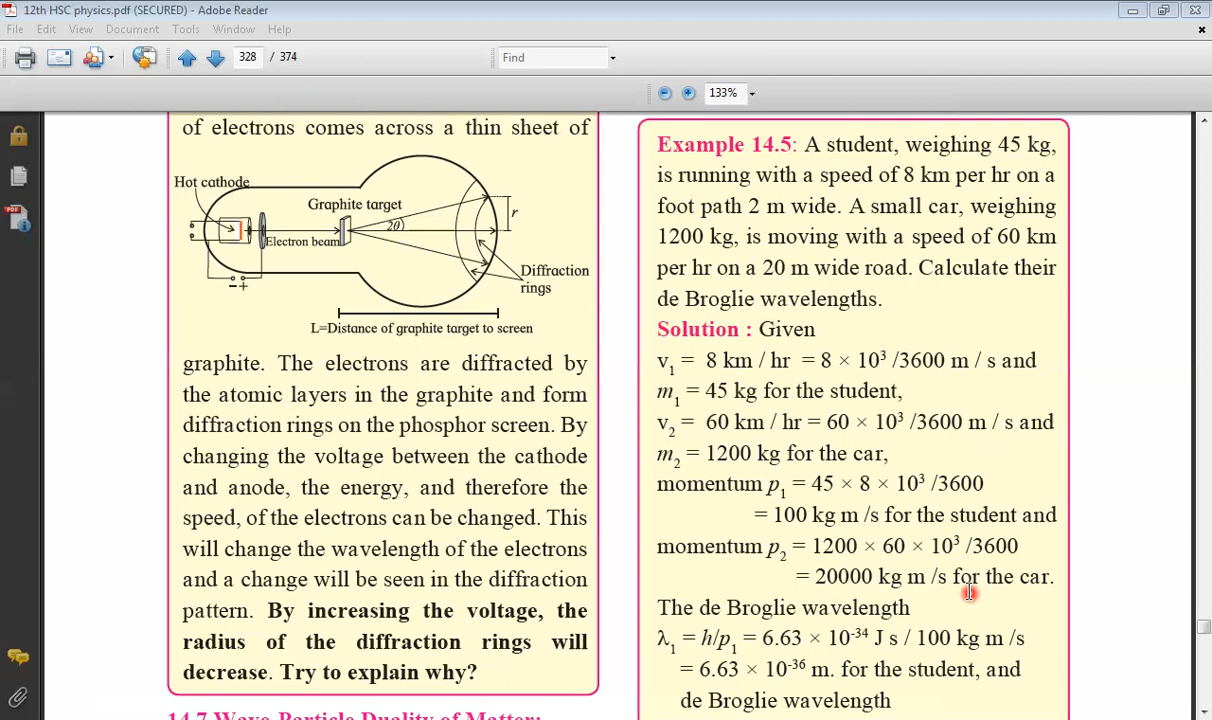 12th HSC physics.pdf (SECURED) - Adobe Reader
File Edit View Document Tools Window Help
328 / 374
Find
133%
of electrons comes across a thin sheet of
Hot cathode
Graphite target
2θ
r
Electron beam
Diffraction
rings
− +
L=Distance of graphite target to screen
graphite. The electrons are diffracted by
the atomic layers in the graphite and form
diffraction rings on the phosphor screen. By
changing the voltage between the cathode
and anode, the energy, and therefore the
speed, of the electrons can be changed. This
will change the wavelength of the electrons
and a change will be seen in the diffraction
pattern. By increasing the voltage, the
radius of the diffraction rings will
decrease. Try to explain why?
14.7 Wave-Particle Duality of Matter:
Example 14.5: A student, weighing 45 kg,
is running with a speed of 8 km per hr on a
foot path 2 m wide. A small car, weighing
1200 kg, is moving with a speed of 60 km
per hr on a 20 m wide road. Calculate their
de Broglie wavelengths.
Solution : Given
v₁ = 8 km / hr = 8 × 10³ /3600 m / s and
m₁ = 45 kg for the student,
v₂ = 60 km / hr = 60 × 10³ /3600 m / s and
m₂ = 1200 kg for the car,
momentum p₁ = 45 × 8 × 10³ /3600
= 100 kg m /s for the student and
momentum p₂ = 1200 × 60 × 10³ /3600
= 20000 kg m /s for the car.
The de Broglie wavelength
λ₁ = h/p₁ = 6.63 × 10⁻³⁴ J s / 100 kg m /s
= 6.63 × 10⁻³⁶ m. for the student, and
de Broglie wavelength